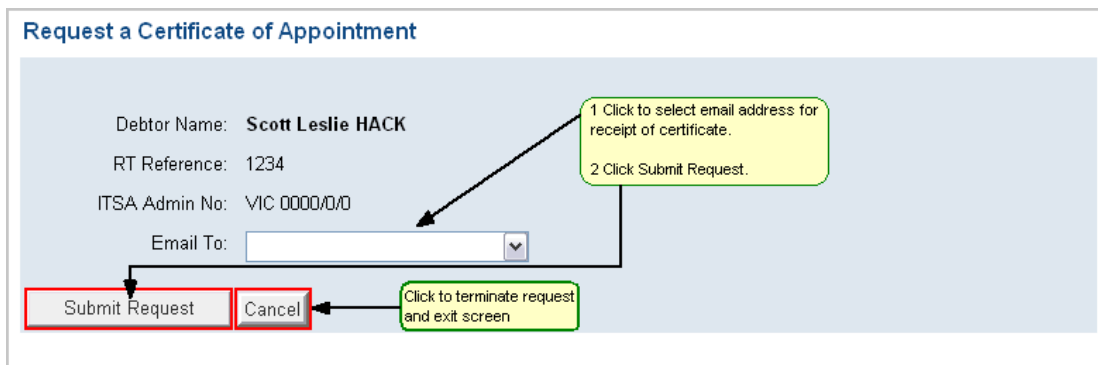 Request a Certificate of Appointment
1 Click to select email address for
receipt of certificate.
2 Click Submit Request.
Debtor Name: Scott Leslie HACK
RT Reference: 1234
ITSA Admin No: VIC 0000/0/0
Email To:
Submit Request
Cancel
Click to terminate request
and exit screen